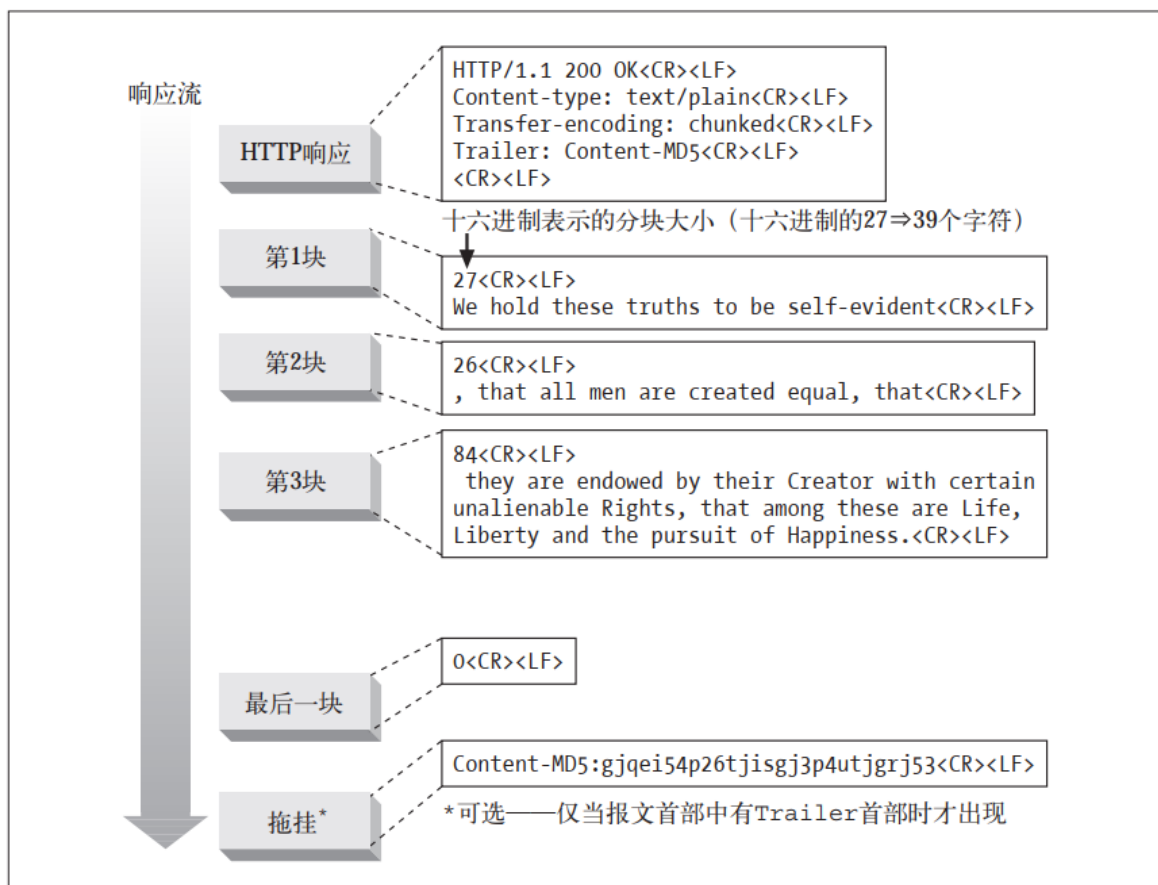 响应流
HTTP响应
HTTP/1.1 200 OK<CR><LF>
Content-type: text/plain<CR><LF>
Transfer-encoding: chunked<CR><LF>
Trailer: Content-MD5<CR><LF>
<CR><LF>
十六进制表示的分块大小（十六进制的27⇒39个字符）
第1块
27<CR><LF>
We hold these truths to be self-evident<CR><LF>
第2块
26<CR><LF>
, that all men are created equal, that<CR><LF>
第3块
84<CR><LF>
they are endowed by their Creator with certain
unalienable Rights, that among these are Life,
Liberty and the pursuit of Happiness.<CR><LF>
最后一块
0<CR><LF>
拖挂*
Content-MD5:gjqei54p26tjisgj3p4utjgrj53<CR><LF>
*可选——仅当报文首部中有Trailer首部时才出现